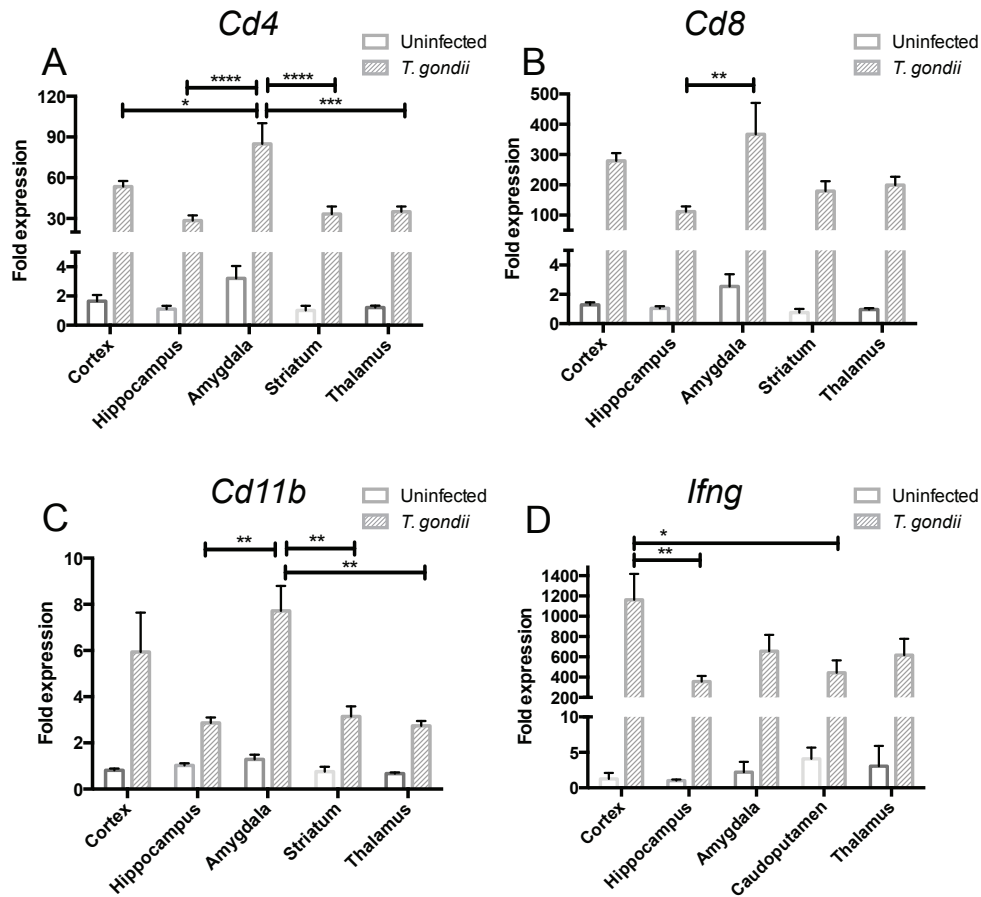 Cd4
Uninfected
T. gondii
A
****
****
*
***
120
90
60
30
4
2
0
Fold expression
Cortex
Hippocampus
Amygdala
Striatum
Thalamus
Cd8
Uninfected
T. gondii
B
**
500
400
300
200
100
4
2
0
Fold expression
Cortex
Hippocampus
Amygdala
Striatum
Thalamus
Cd11b
Uninfected
T. gondii
C
**
**
**
10
8
6
4
2
0
Fold expression
Cortex
Hippocampus
Amygdala
Striatum
Thalamus
Ifng
Uninfected
T. gondii
D
*
**
1400
1200
1000
800
600
400
200
10
5
0
Fold expression
Cortex
Hippocampus
Amygdala
Caudoputamen
Thalamus